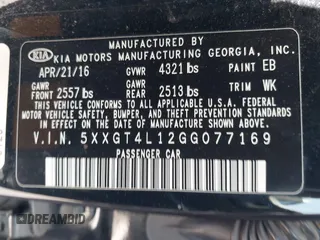 MANUFACTURED BY
KIA KIA MOTORS MANUFACTURING GEORGIA, INC.
APR/21/16 GVWR 4321 lbs PAINT EB
GAWR FRONT 2557 lbs GAWR REAR 2513 lbs TRIM WK
THIS VEHICLE CONFORMS TO ALL APPLICABLE FEDERAL MOTOR VEHICLE
SAFETY, BUMPER, AND THEFT PREVENTION STANDARDS IN EFFECT ON
THE DATE OF MANUFACTURE SHOWN ABOVE.
V.I.N. 5XXGT4L12GG077169
PASSENGER CAR
DREAMBID